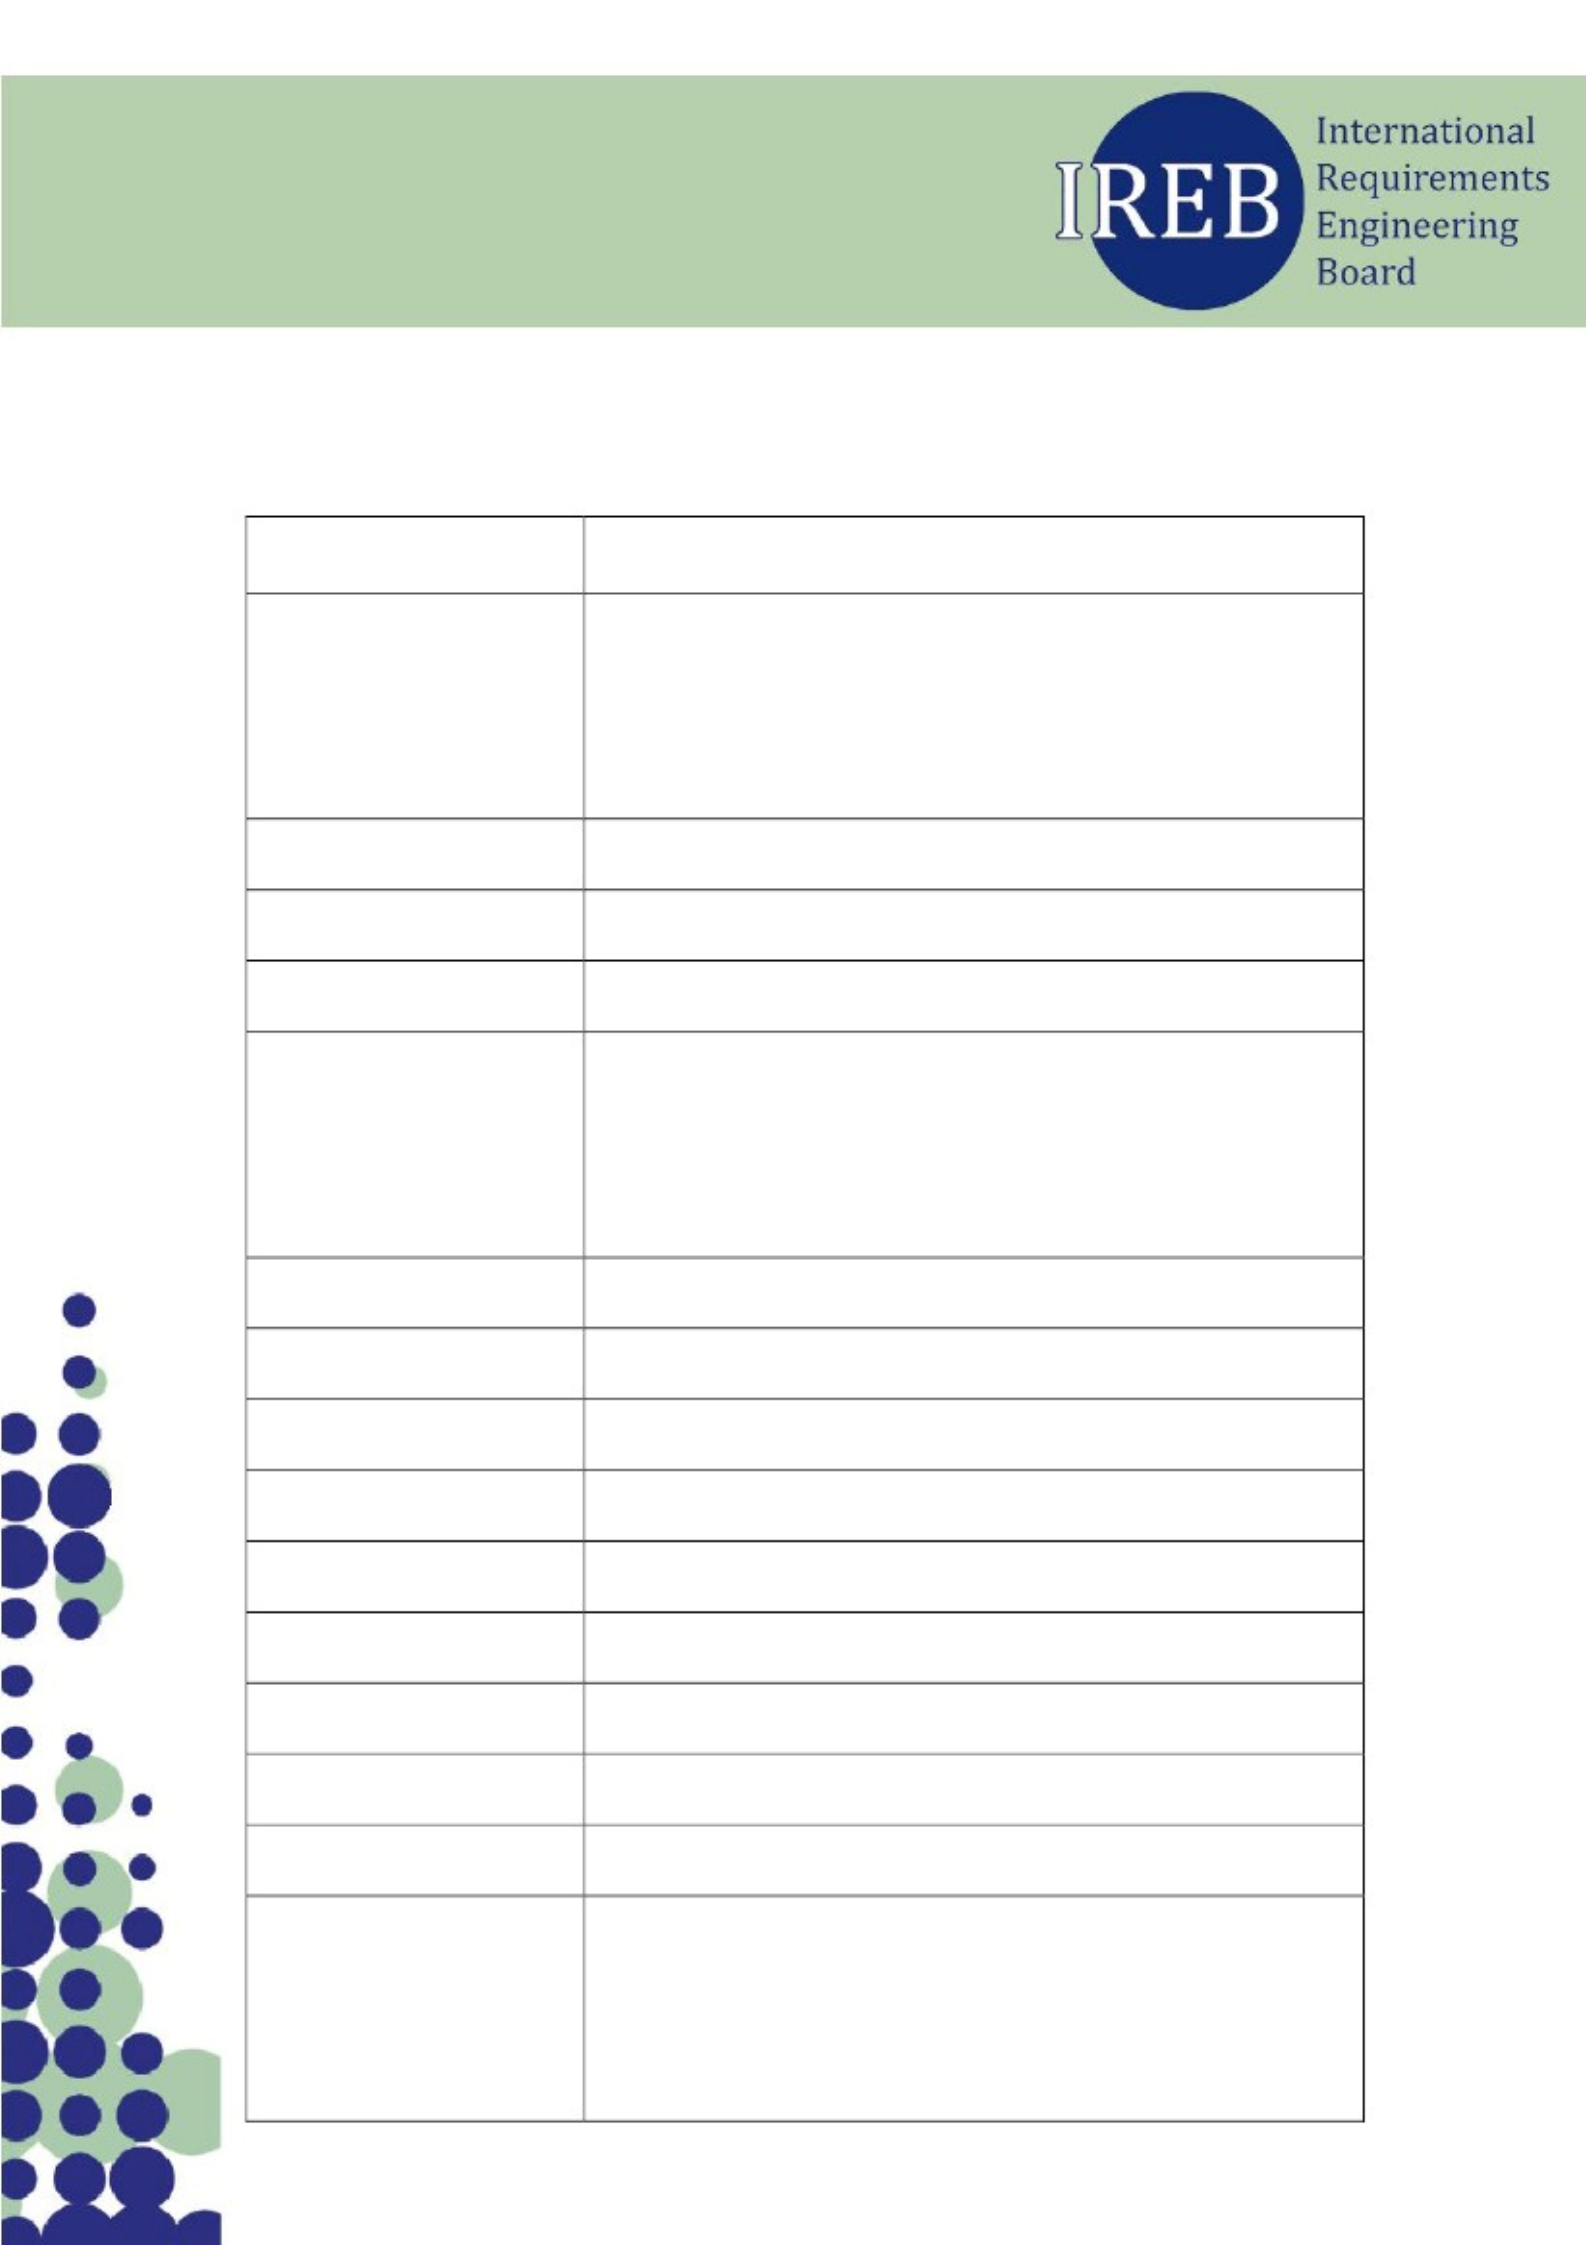 IREB
International
Requirements
Engineering
Board